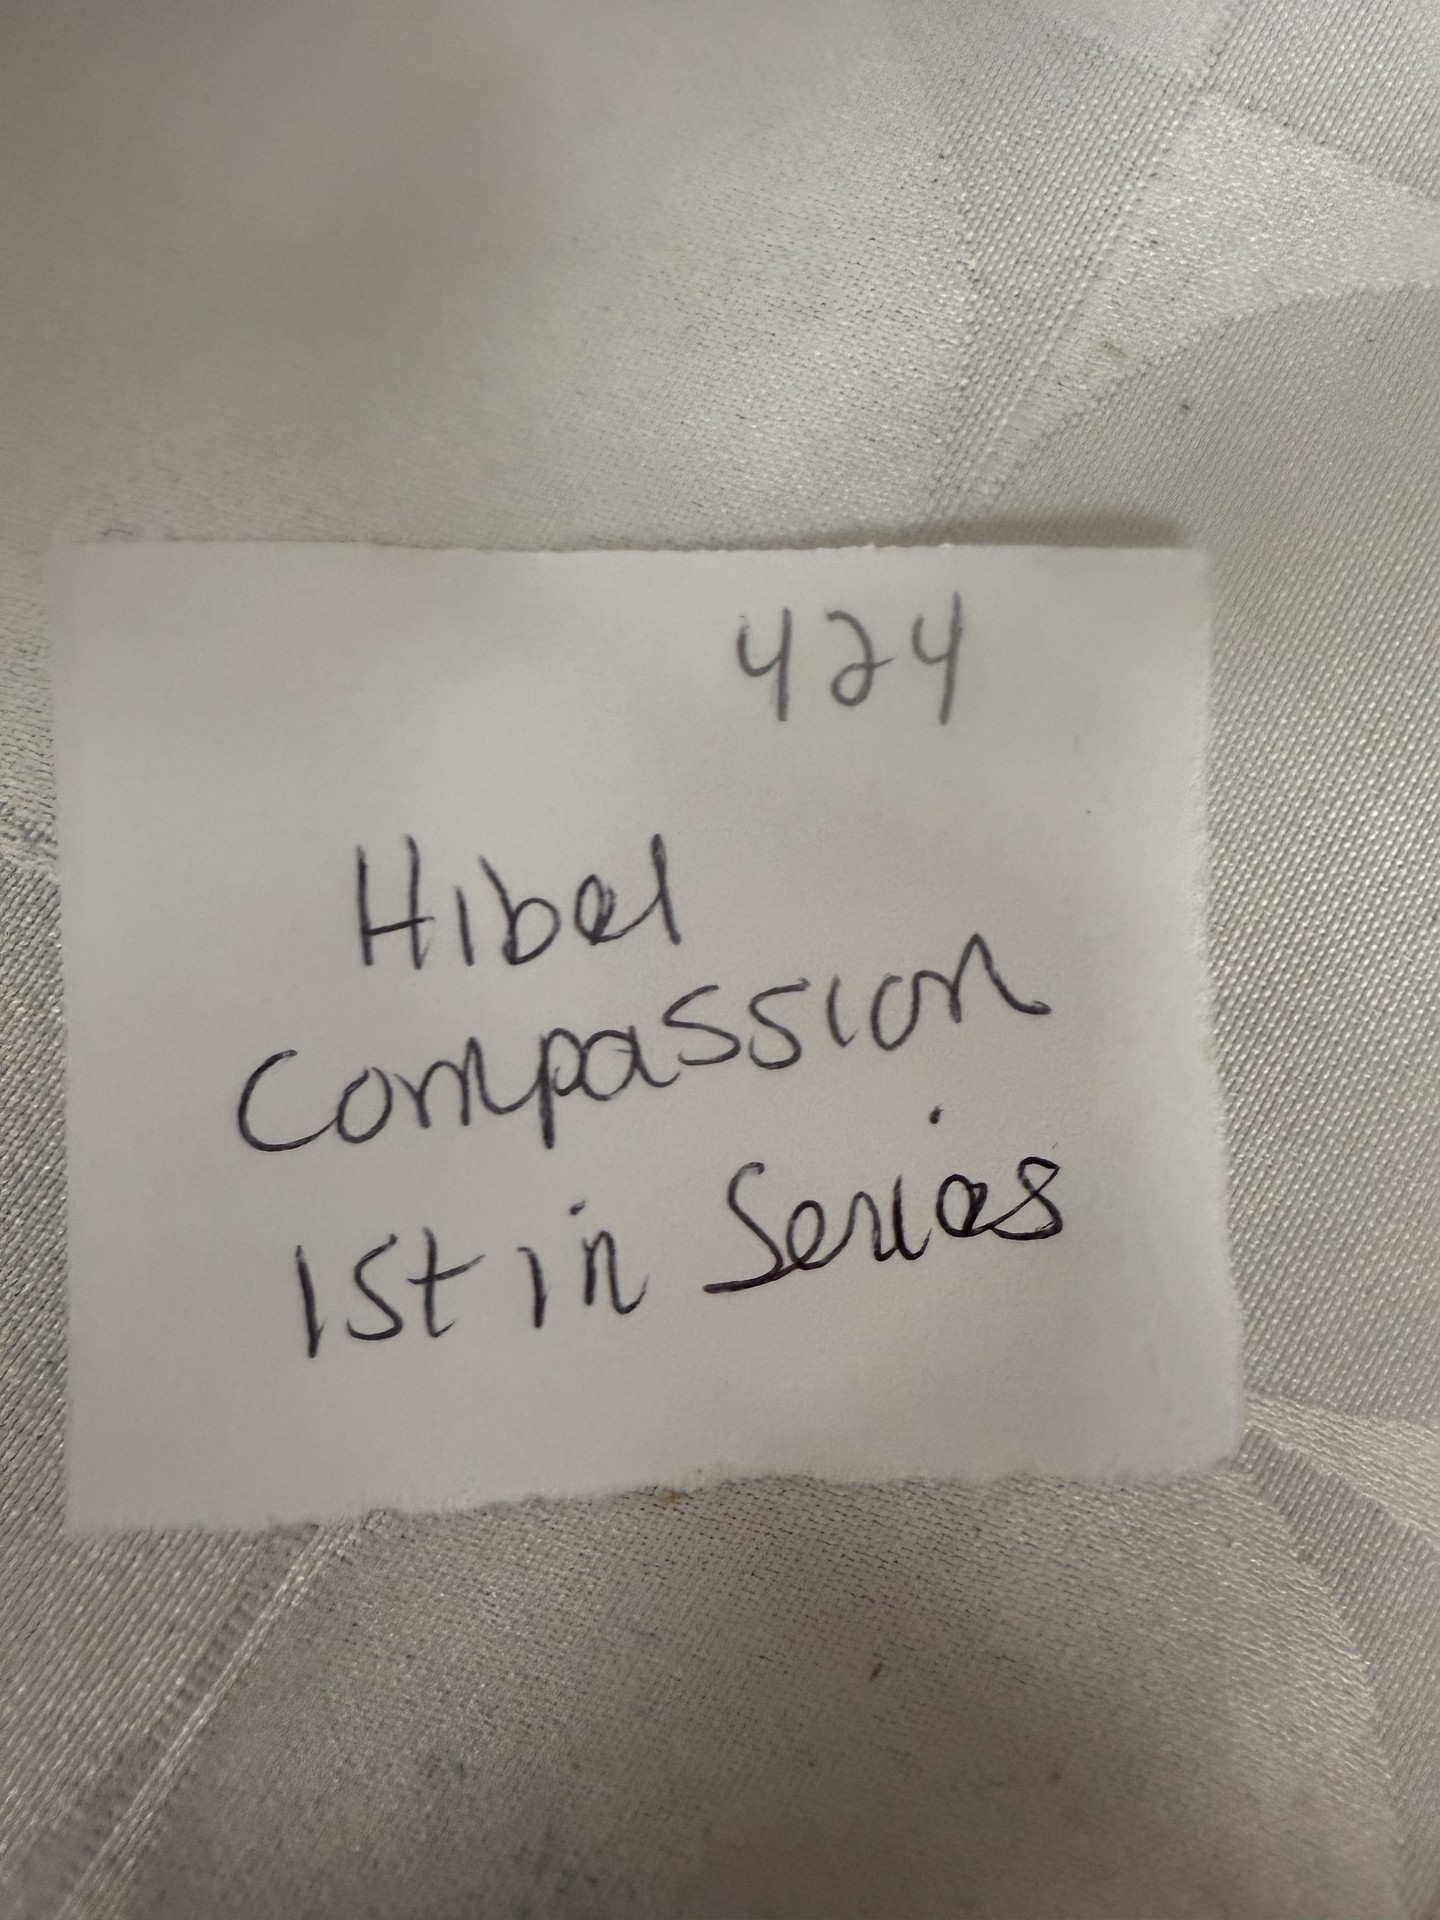 424
Hibel
Compassion
1st in Series